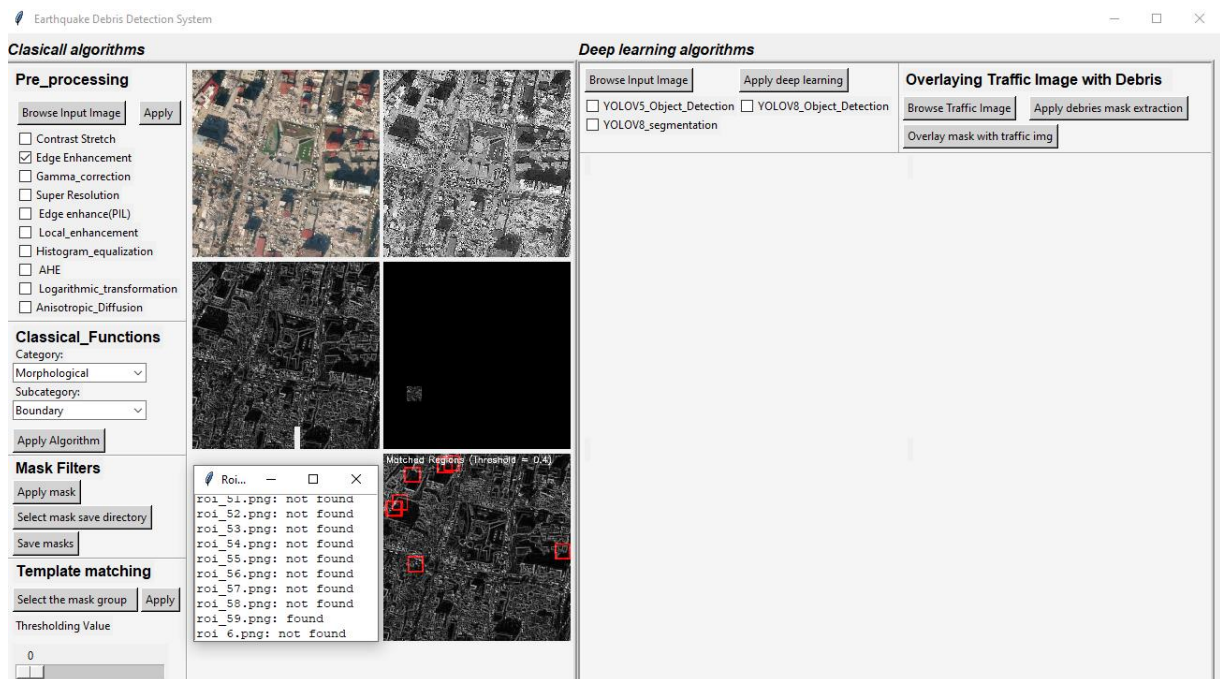 Earthquake Debris Detection System
Clasicall algorithms
Pre_processing
Browse Input Image
Apply
Contrast Stretch
Edge Enhancement
Gamma_correction
Super Resolution
Edge enhance(PIL)
Local_enhancement
Histogram_equalization
AHE
Logarithmic_transformation
Anisotropic_Diffusion
Classical_Functions
Category:
Morphological
Subcategory:
Boundary
Apply Algorithm
Mask Filters
Apply mask
Select mask save directory
Save masks
Template matching
Select the mask group
Apply
Thresholding Value
0
Roi...
roi_51.png: not found
roi_52.png: not found
roi_53.png: not found
roi_54.png: not found
roi_55.png: not found
roi_56.png: not found
roi_57.png: not found
roi_58.png: not found
roi_59.png: found
roi_6.png: not found
Matched Regions (Threshold = 0.4)
Deep learning algorithms
Browse Input Image
Apply deep learning
YOLOV5_Object_Detection
YOLOV8_Object_Detection
YOLOV8_segmentation
Overlaying Traffic Image with Debris
Browse Traffic Image
Apply debries mask extraction
Overlay mask with traffic img